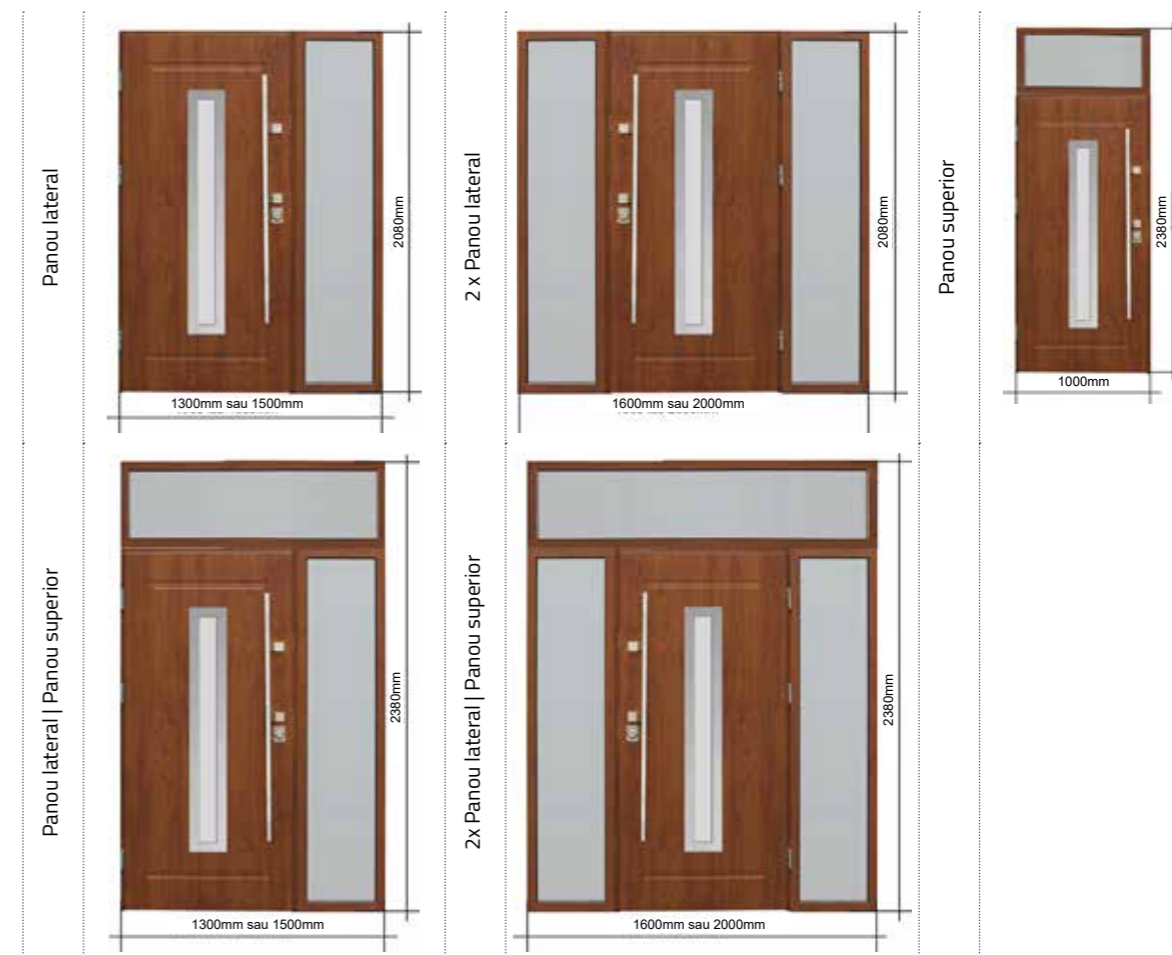 Panou lateral
2080mm
1300mm sau 1500mm
2 x Panou lateral
2080mm
1600mm sau 2000mm
Panou superior
2380mm
1000mm
Panou lateral | Panou superior
2380mm
1300mm sau 1500mm
2x Panou lateral | Panou superior
2380mm
1600mm sau 2000mm